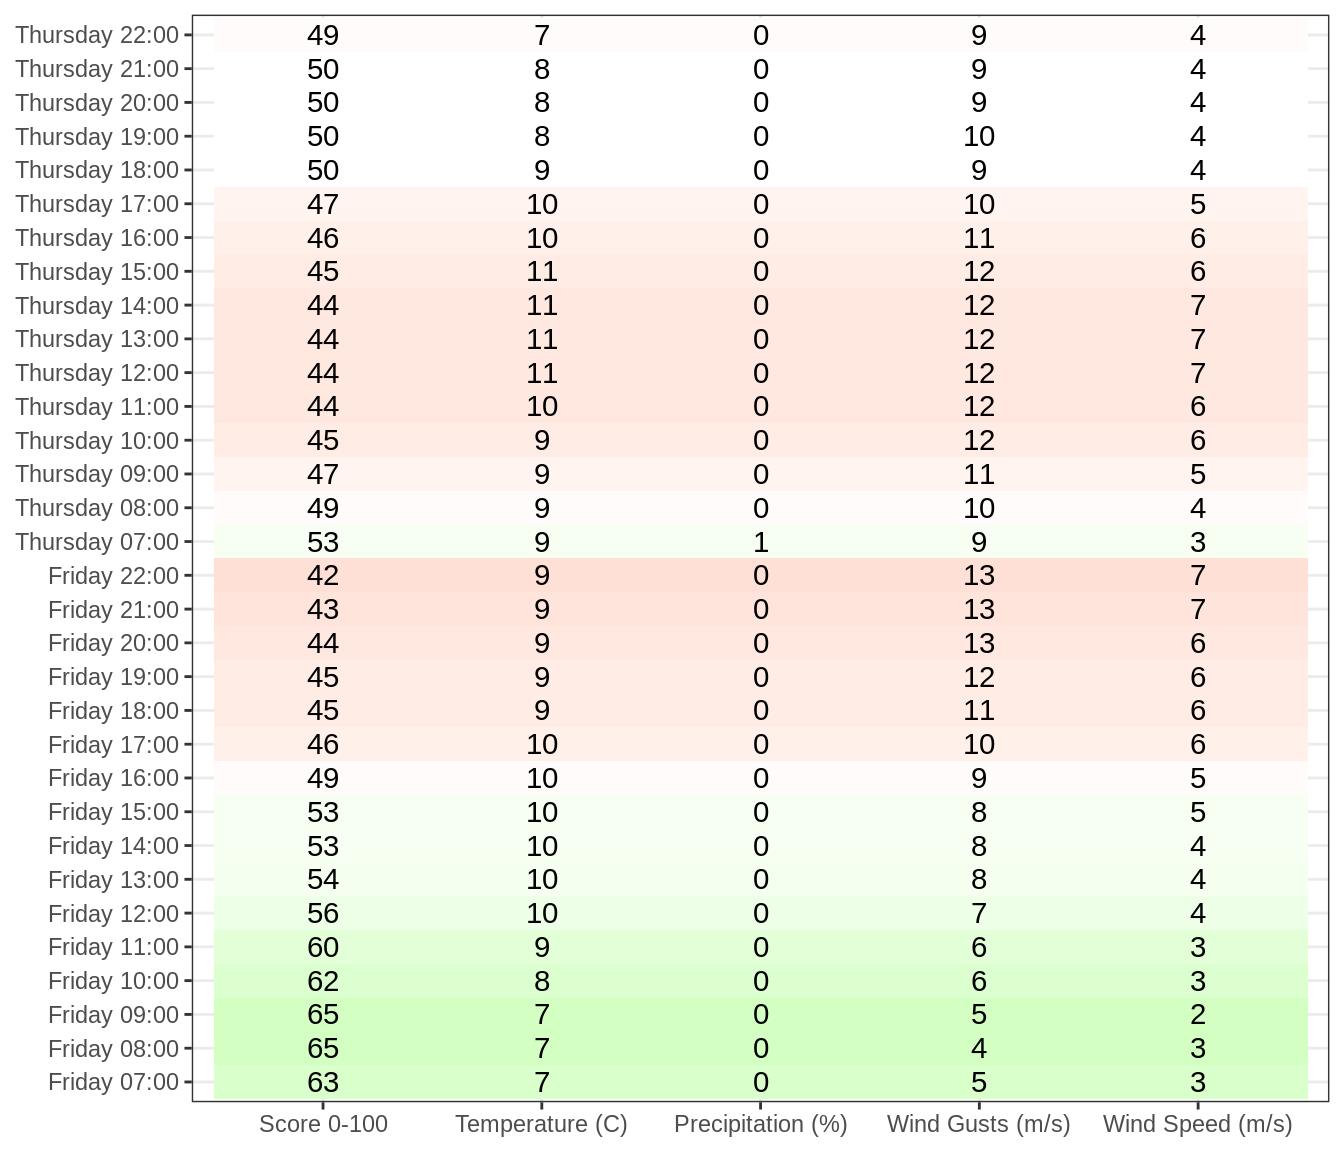 Thursday 22:00 49 7 0 9 4
Thursday 21:00 50 8 0 9 4
Thursday 20:00 50 8 0 9 4
Thursday 19:00 50 8 0 10 4
Thursday 18:00 50 9 0 9 4
Thursday 17:00 47 10 0 10 5
Thursday 16:00 46 10 0 11 6
Thursday 15:00 45 11 0 12 6
Thursday 14:00 44 11 0 12 7
Thursday 13:00 44 11 0 12 7
Thursday 12:00 44 11 0 12 7
Thursday 11:00 44 10 0 12 6
Thursday 10:00 45 9 0 12 6
Thursday 09:00 47 9 0 11 5
Thursday 08:00 49 9 0 10 4
Thursday 07:00 53 9 1 9 3
Friday 22:00 42 9 0 13 7
Friday 21:00 43 9 0 13 7
Friday 20:00 44 9 0 13 6
Friday 19:00 45 9 0 12 6
Friday 18:00 45 9 0 11 6
Friday 17:00 46 10 0 10 6
Friday 16:00 49 10 0 9 5
Friday 15:00 53 10 0 8 5
Friday 14:00 53 10 0 8 4
Friday 13:00 54 10 0 8 4
Friday 12:00 56 10 0 7 4
Friday 11:00 60 9 0 6 3
Friday 10:00 62 8 0 6 3
Friday 09:00 65 7 0 5 2
Friday 08:00 65 7 0 4 3
Friday 07:00 63 7 0 5 3
Score 0-100 Temperature (C) Precipitation (%) Wind Gusts (m/s) Wind Speed (m/s)